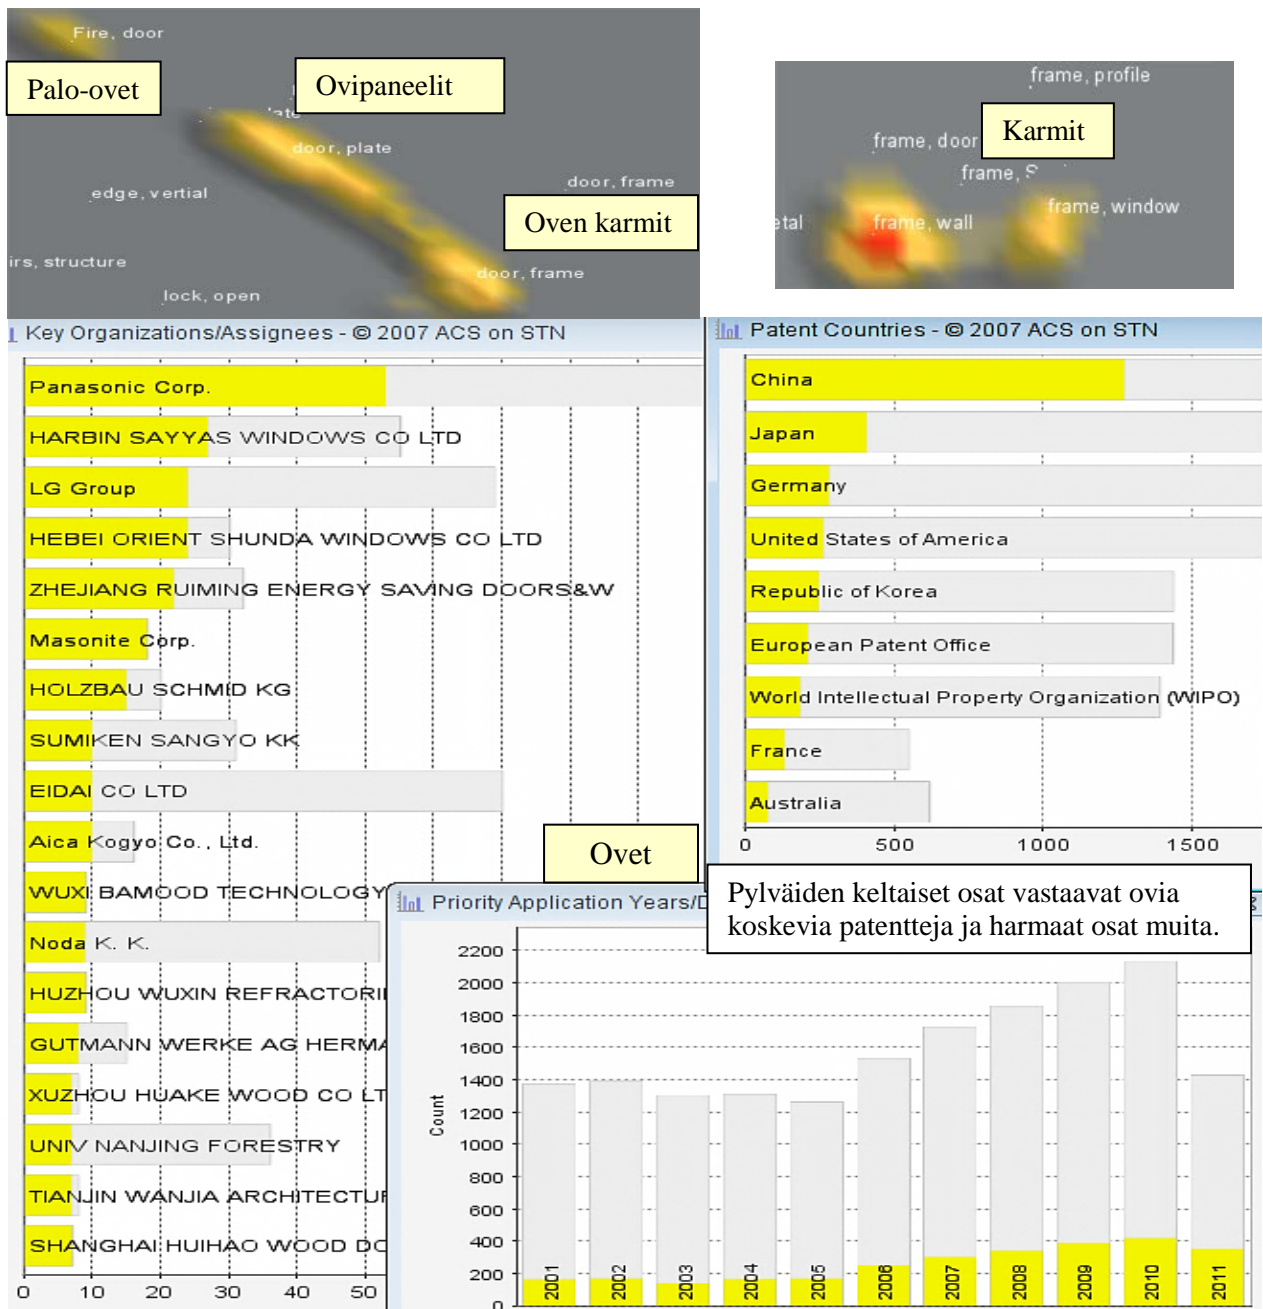 Fire, door
Palo-ovet
Ovipaneelit
door, plate
edge, vertial
door, frame
Oven karmit
irs, structure
door, frame
lock, open
frame, profile
Karmit
frame, door
frame, S
frame, window
etal
frame, wall
Key Organizations/Assignees - © 2007 ACS on STN
Panasonic Corp.
HARBIN SAYYAS WINDOWS CO LTD
LG Group
HEBEI ORIENT SHUNDA WINDOWS CO LTD
ZHEJIANG RUIMING ENERGY SAVING DOORS&W
Masonite Corp.
HOLZBAU SCHMID KG
SUMIKEN SANGYO KK
EIDAI CO LTD
Aica Kogyo Co., Ltd.
WUXI BAMOOD TECHNOLOGY
Noda K. K.
HUZHOU WUXIN REFRACTORI
GUTMANN WERKE AG HERMA
XUZHOU HUAKE WOOD CO LT
UNIV NANJING FORESTRY
TIANJIN WANJIA ARCHITECTU
SHANGHAI HUIHAO WOOD DO
0 10 20 30 40 50
Patent Countries - © 2007 ACS on STN
China
Japan
Germany
United States of America
Republic of Korea
European Patent Office
World Intellectual Property Organization (WIPO)
France
Australia
0 500 1000 1500
Ovet
Pylväiden keltaiset osat vastaavat ovia
koskevia patentteja ja harmaat osat muita.
Priority Application Years/D
Count
2200
2000
1800
1600
1400
1200
1000
800
600
400
200
0
2001 2002 2003 2004 2005 2006 2007 2008 2009 2010 2011